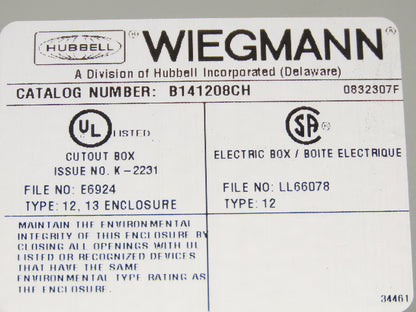 HUBBELL ® WIEGMANN ®
A Division of Hubbell Incorporated (Delaware)
CATALOG NUMBER: B141208CH 0832307F
UL LISTED
CUTOUT BOX
ISSUE NO. K-2231
FILE NO: E6924
TYPE: 12, 13 ENCLOSURE
SA ®
ELECTRIC BOX / BOITE ELECTRIQUE
FILE NO: LL66078
TYPE: 12
MAINTAIN THE ENVIRONMENTAL
INTEGRITY OF THIS ENCLOSURE BY
CLOSING ALL OPENINGS WITH UL
LISTED OR RECOGNIZED DEVICES
THAT HAVE THE SAME
ENVIRONMENTAL TYPE RATING AS
THE ENCLOSURE.
34461